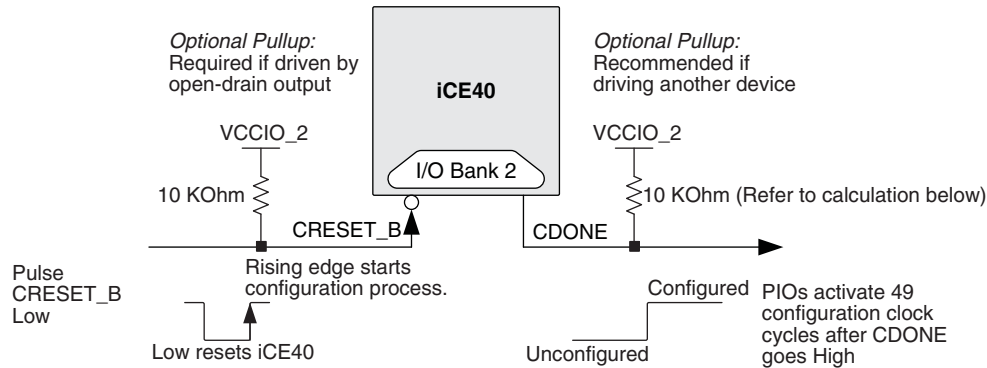 Optional Pullup:
Required if driven by
open-drain output
iCE40
Optional Pullup:
Recommended if
driving another device
VCCIO_2
I/O Bank 2
VCCIO_2
10 KOhm
10 KOhm (Refer to calculation below)
CRESET_B
CDONE
Pulse
CRESET_B
Low
Rising edge starts
configuration process.
Low resets iCE40
Configured
Unconfigured
PIOs activate 49
configuration clock
cycles after CDONE
goes High